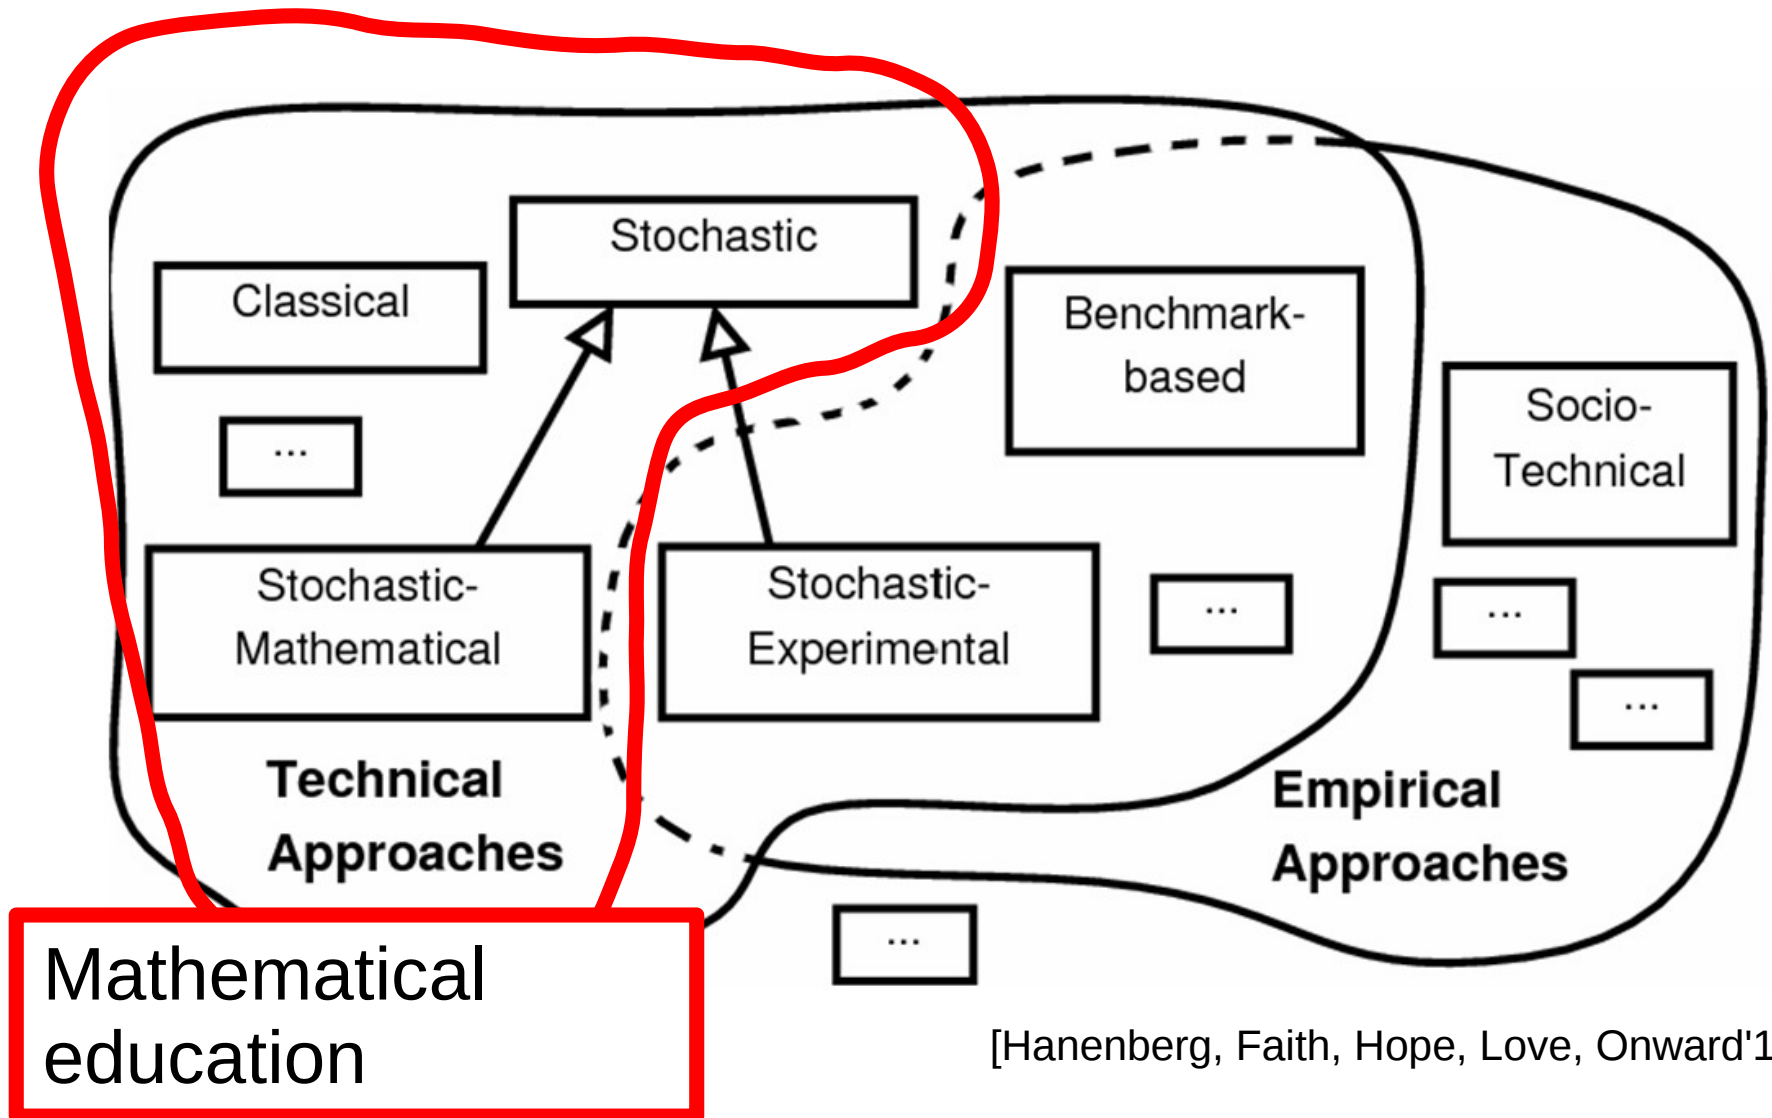 Stochastic
Classical
Benchmark-
based
Socio-
Technical
...
Stochastic-
Mathematical
Stochastic-
Experimental
...
...
...
Technical
Approaches
Empirical
Approaches
...
Mathematical
education
[Hanenberg, Faith, Hope, Love, Onward'1